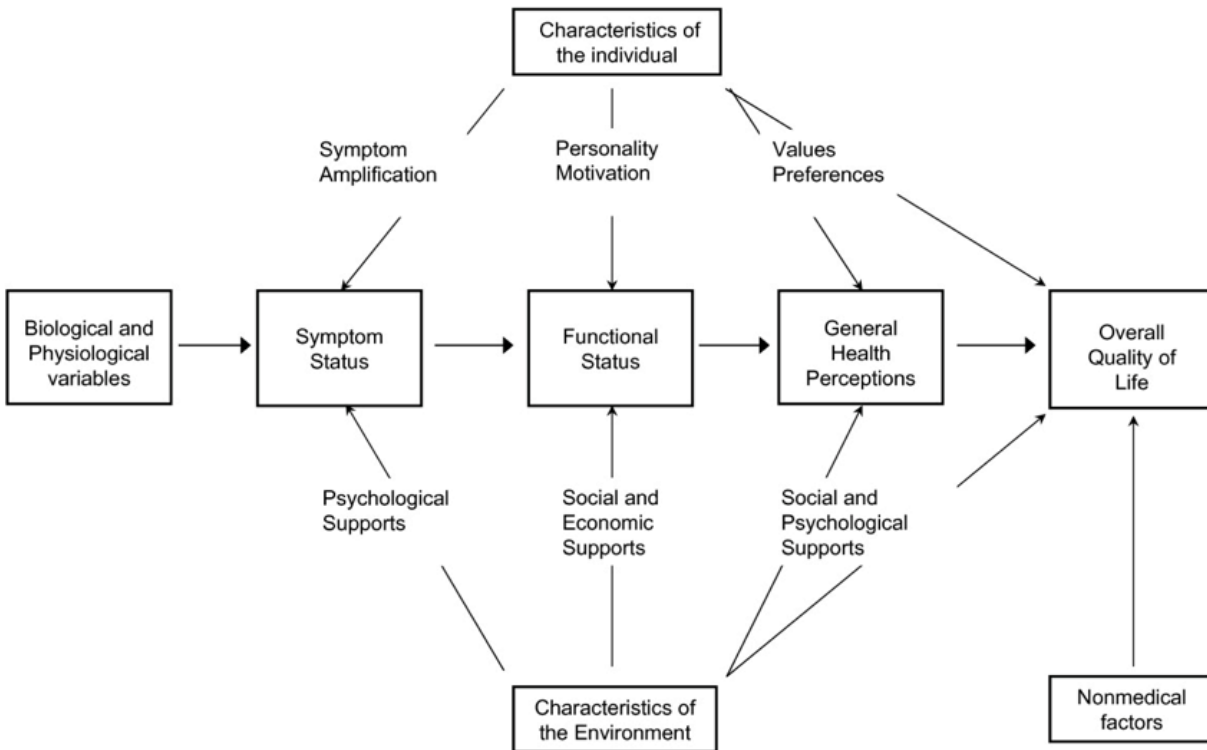 Characteristics of
the individual
Symptom
Amplification
Personality
Motivation
Values
Preferences
Biological and
Physiological
variables
Symptom
Status
Functional
Status
General
Health
Perceptions
Overall
Quality of
Life
Psychological
Supports
Social and
Economic
Supports
Social and
Psychological
Supports
Characteristics of
the Environment
Nonmedical
factors